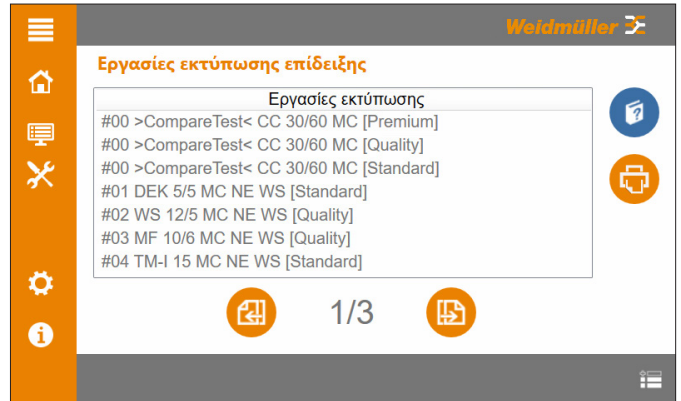 Weidmüller
Εργασίες εκτύπωσης επίδειξης
Εργασίες εκτύπωσης
#00 >CompareTest< CC 30/60 MC [Premium]
#00 >CompareTest< CC 30/60 MC [Quality]
#00 >CompareTest< CC 30/60 MC [Standard]
#01 DEK 5/5 MC NE WS [Standard]
#02 WS 12/5 MC NE WS [Quality]
#03 MF 10/6 MC NE WS [Quality]
#04 TM-I 15 MC NE WS [Standard]
1/3